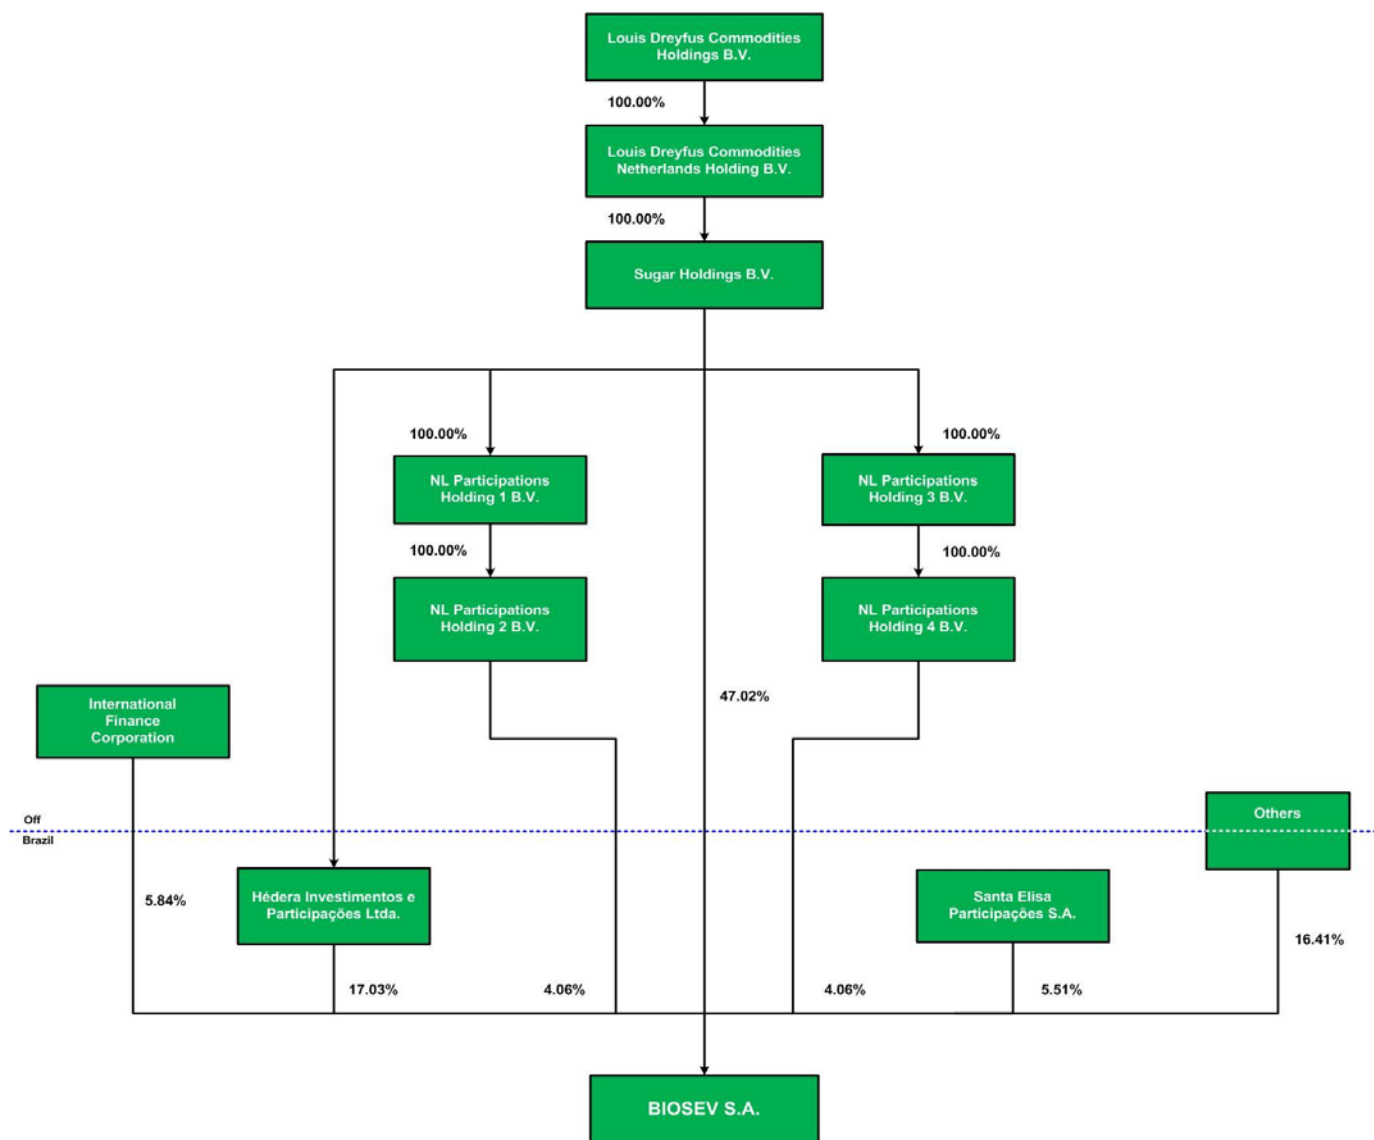 Louis Dreyfus Commodities
Holdings B.V.
100.00%
Louis Dreyfus Commodities
Netherlands Holding B.V.
100.00%
Sugar Holdings B.V.
100.00%
100.00%
NL Participations
Holding 1 B.V.
NL Participations
Holding 3 B.V.
100.00%
100.00%
NL Participations
Holding 2 B.V.
NL Participations
Holding 4 B.V.
International
Finance
Corporation
47.02%
Off
Brazil
Others
5.84%
Hédera Investimentos e
Participações Ltda.
Santa Elisa
Participações S.A.
16.41%
17.03%
4.06%
4.06%
5.51%
BIOSEV S.A.